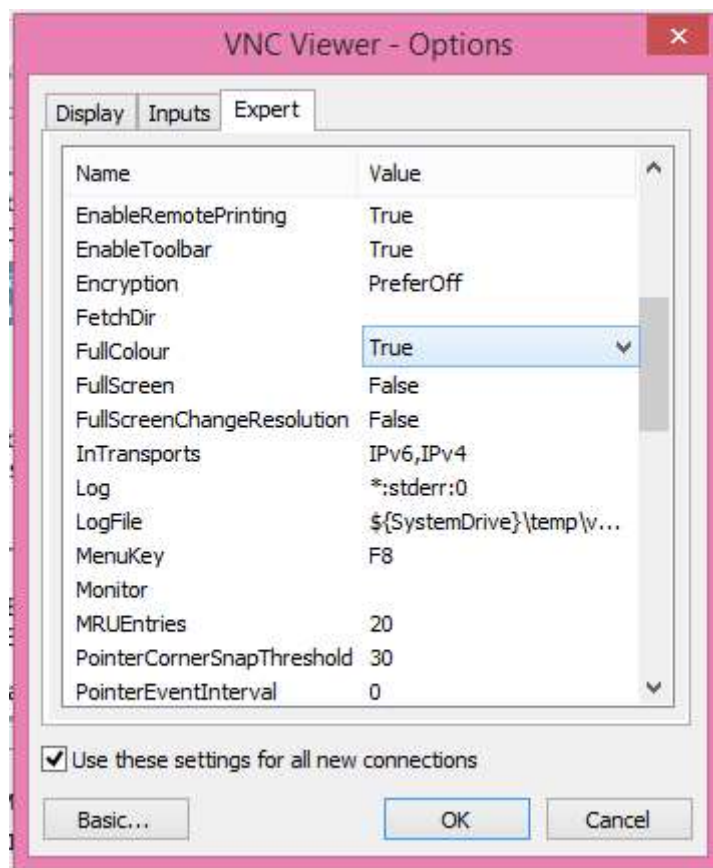 VNC Viewer - Options
Display Inputs Expert
Name Value
EnableRemotePrinting True
EnableToolbar True
Encryption PreferOff
FetchDir
FullColour True
FullScreen False
FullScreenChangeResolution False
InTransports IPv6,IPv4
Log *:stderr:0
LogFile ${SystemDrive}\temp\v...
MenuKey F8
Monitor
MRUEntries 20
PointerCornerSnapThreshold 30
PointerEventInterval 0
Use these settings for all new connections
Basic... OK Cancel